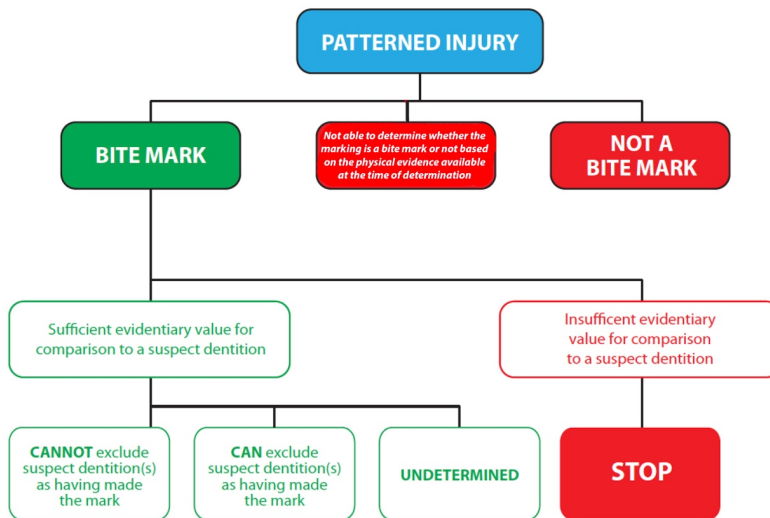 PATTERNED INJURY
BITE MARK
Not able to determine whether the
marking is a bite mark or not based
on the physical evidence available
at the time of determination
NOT A
BITE MARK
Sufficient evidentiary value for
comparison to a suspect dentition
Insufficent evidentiary
value for comparison
to a suspect dentition
CANNOT exclude
suspect dentition(s)
as having made
the mark
CAN exclude
suspect dentition(s)
as having made
the mark
UNDETERMINED
STOP